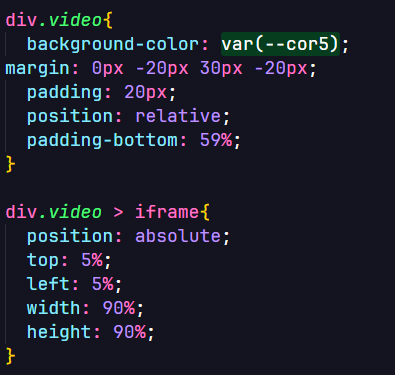 div.video{
background-color: var(--cor5);
margin: 0px -20px 30px -20px;
padding: 20px;
position: relative;
padding-bottom: 59%;
}
div.video > iframe{
position: absolute;
top: 5%;
left: 5%;
width: 90%;
height: 90%;
}